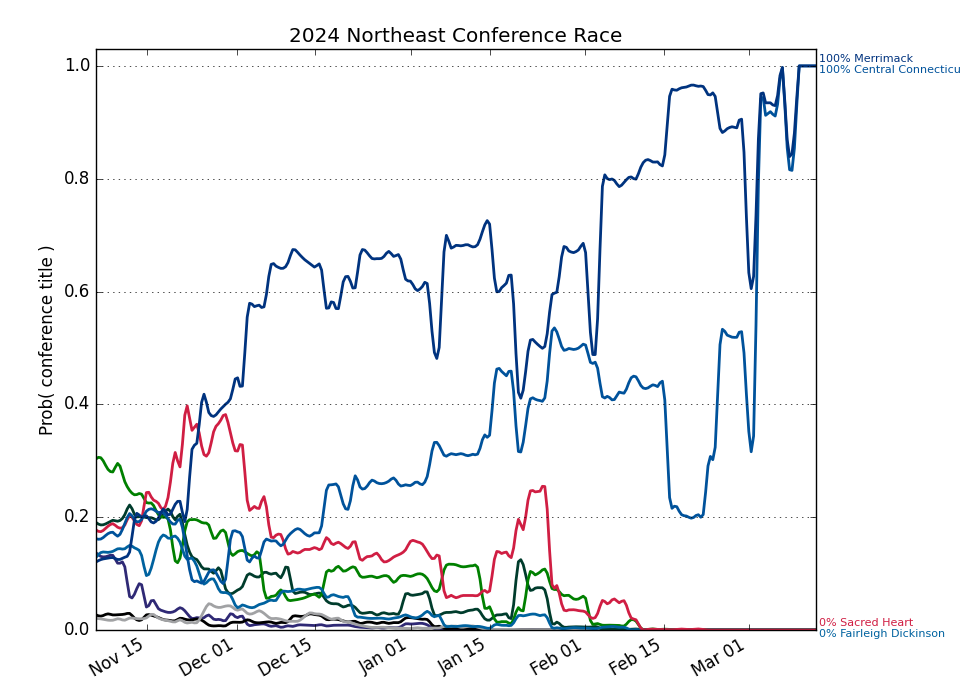 2024 Northeast Conference Race
Prob( conference title )
1.0
0.8
0.6
0.4
0.2
0.0
Nov 15
Dec 01
Dec 15
Jan 01
Jan 15
Feb 01
Feb 15
Mar 01
100% Merrimack
100% Central Connecticu
0% Sacred Heart
0% Fairleigh Dickinson